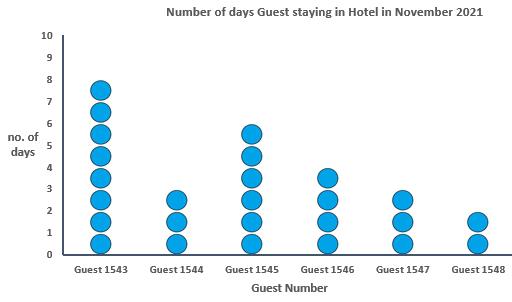 Number of days Guest staying in Hotel in November 2021
10
9
8
7
6
5
4
3
2
1
0
no. of
days
Guest 1543 Guest 1544 Guest 1545 Guest 1546 Guest 1547 Guest 1548
Guest Number